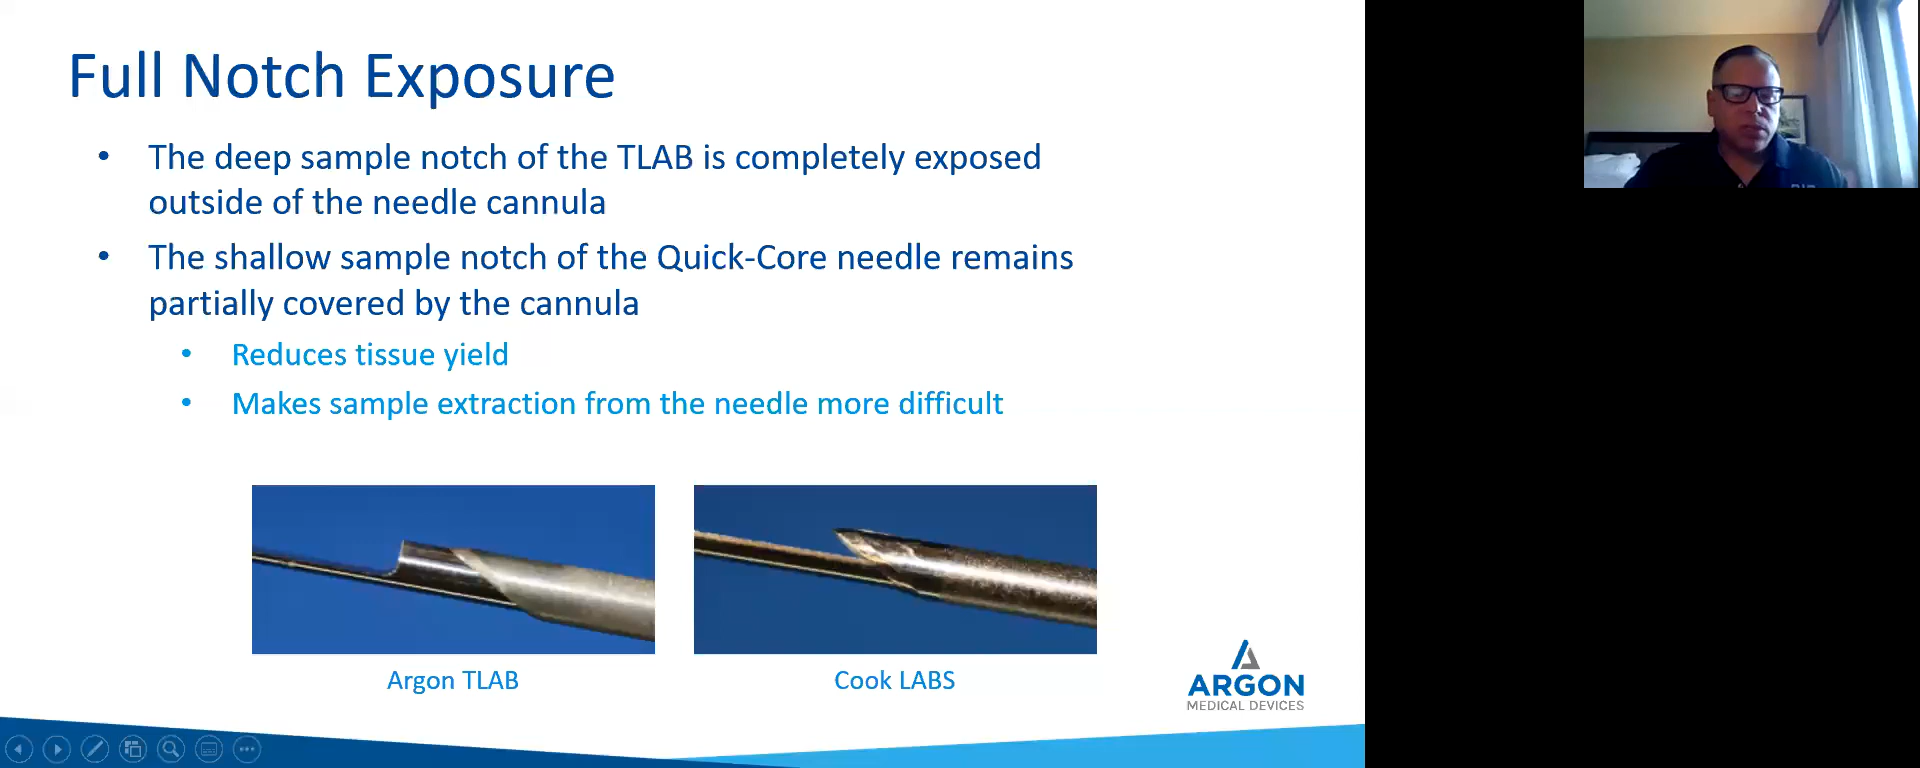 Full Notch Exposure
• The deep sample notch of the TLAB is completely exposed
outside of the needle cannula
• The shallow sample notch of the Quick-Core needle remains
partially covered by the cannula
• Reduces tissue yield
• Makes sample extraction from the needle more difficult
Argon TLAB
Cook LABS
ARGON
MEDICAL DEVICES